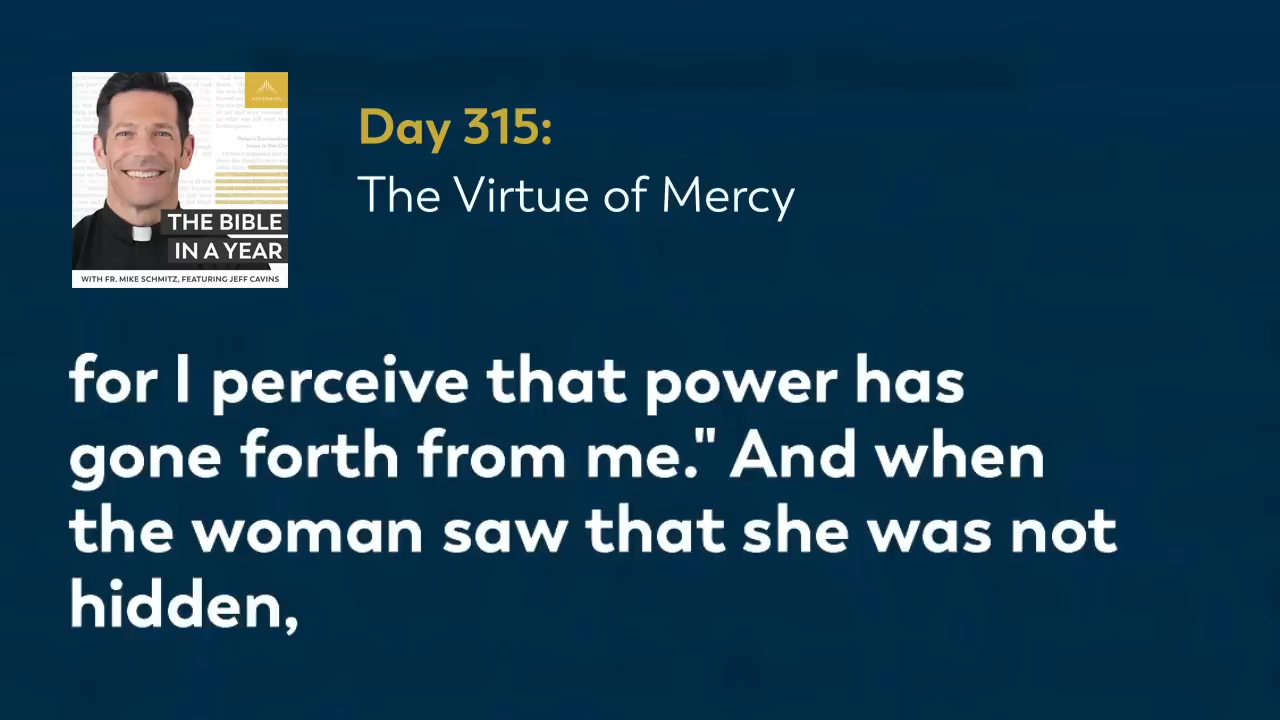 THE BIBLE
IN A YEAR
WITH FR. MIKE SCHMITZ, FEATURING JEFF CAVINS
Day 315:
The Virtue of Mercy
for I perceive that power has
gone forth from me." And when
the woman saw that she was not
hidden,